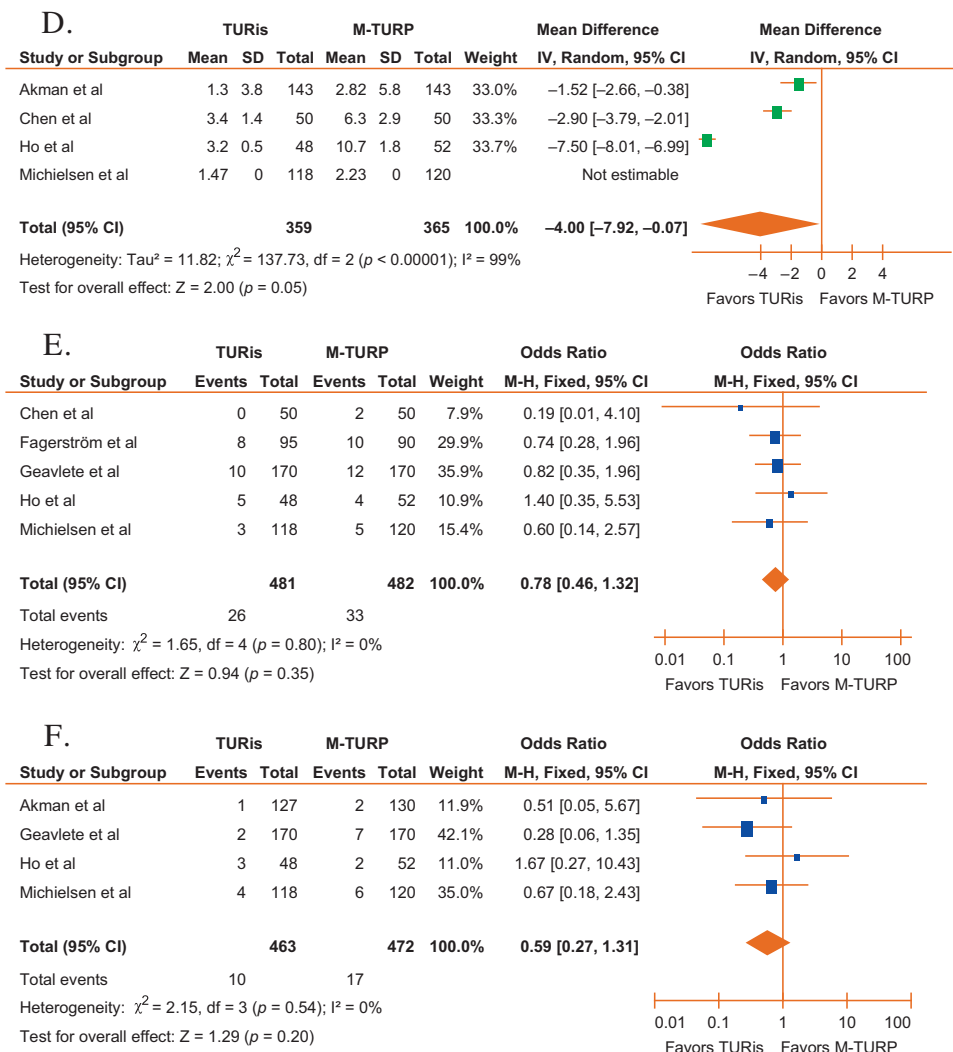 D.
TURis M-TURP Mean Difference Mean Difference
Study or Subgroup Mean SD Total Mean SD Total Weight IV, Random, 95% CI IV, Random, 95% CI
Akman et al 1.3 3.8 143 2.82 5.8 143 33.0% –1.52 [–2.66, –0.38]
Chen et al 3.4 1.4 50 6.3 2.9 50 33.3% –2.90 [–3.79, –2.01]
Ho et al 3.2 0.5 48 10.7 1.8 52 33.7% –7.50 [–8.01, –6.99]
Michielsen et al 1.47 0 118 2.23 0 120 Not estimable
Total (95% CI) 359 365 100.0% –4.00 [–7.92, –0.07]
Heterogeneity: Tau² = 11.82; χ² = 137.73, df = 2 (p < 0.00001); I² = 99%
Test for overall effect: Z = 2.00 (p = 0.05)
–4 –2 0 2 4
Favors TURis Favors M-TURP
E.
TURis M-TURP Odds Ratio Odds Ratio
Study or Subgroup Events Total Events Total Weight M-H, Fixed, 95% CI M-H, Fixed, 95% CI
Chen et al 0 50 2 50 7.9% 0.19 [0.01, 4.10]
Fagerström et al 8 95 10 90 29.9% 0.74 [0.28, 1.96]
Geavlete et al 10 170 12 170 35.9% 0.82 [0.35, 1.96]
Ho et al 5 48 4 52 10.9% 1.40 [0.35, 5.53]
Michielsen et al 3 118 5 120 15.4% 0.60 [0.14, 2.57]
Total (95% CI) 481 482 100.0% 0.78 [0.46, 1.32]
Total events 26 33
Heterogeneity: χ² = 1.65, df = 4 (p = 0.80); I² = 0%
Test for overall effect: Z = 0.94 (p = 0.35)
0.01 0.1 1 10 100
Favors TURis Favors M-TURP
F.
TURis M-TURP Odds Ratio Odds Ratio
Study or Subgroup Events Total Events Total Weight M-H, Fixed, 95% CI M-H, Fixed, 95% CI
Akman et al 1 127 2 130 11.9% 0.51 [0.05, 5.67]
Geavlete et al 2 170 7 170 42.1% 0.28 [0.06, 1.35]
Ho et al 3 48 2 52 11.0% 1.67 [0.27, 10.43]
Michielsen et al 4 118 6 120 35.0% 0.67 [0.18, 2.43]
Total (95% CI) 463 472 100.0% 0.59 [0.27, 1.31]
Total events 10 17
Heterogeneity: χ² = 2.15, df = 3 (p = 0.54); I² = 0%
Test for overall effect: Z = 1.29 (p = 0.20)
0.01 0.1 1 10 100
Favors TURis Favors M-TURP